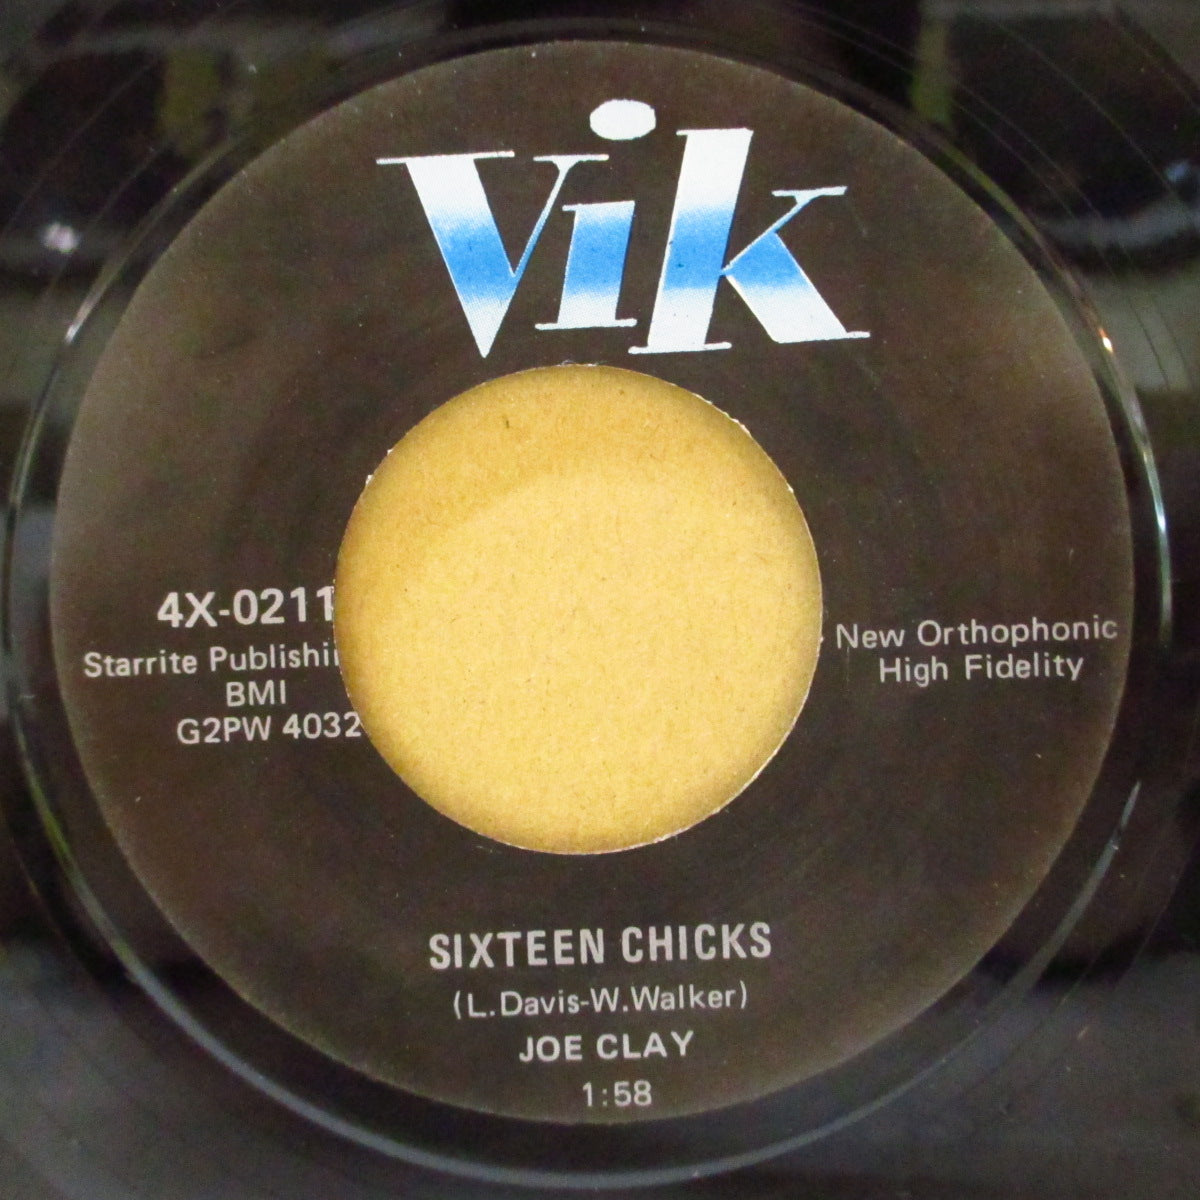 Vik
4X-0211
Starrite Publishi
BMI
G2PW 4032
New Orthophonic
High Fidelity
SIXTEEN CHICKS
(L.Davis-W.Walker)
JOE CLAY
1:58